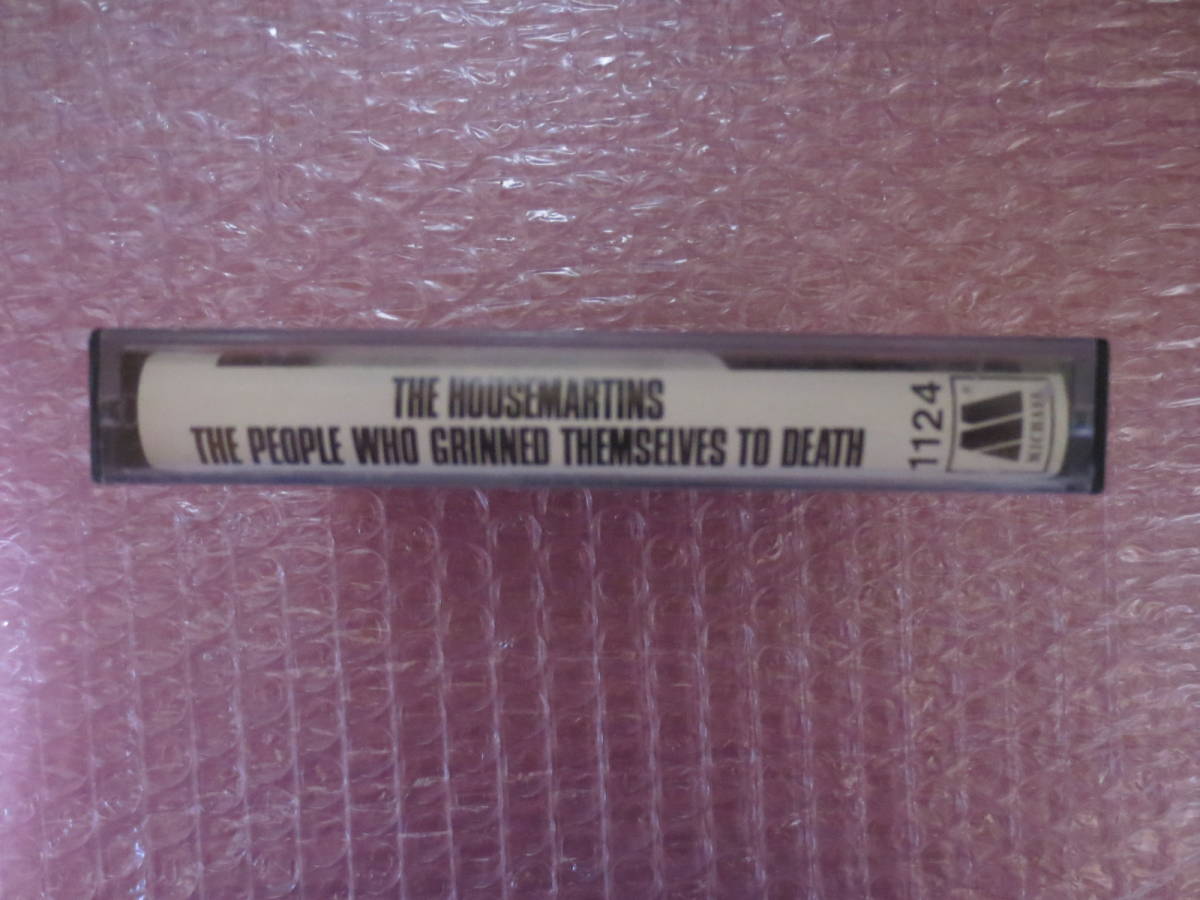 THE HOUSEMARTINS
THE PEOPLE WHO GRINNED THEMSELVES TO DEATH
1124